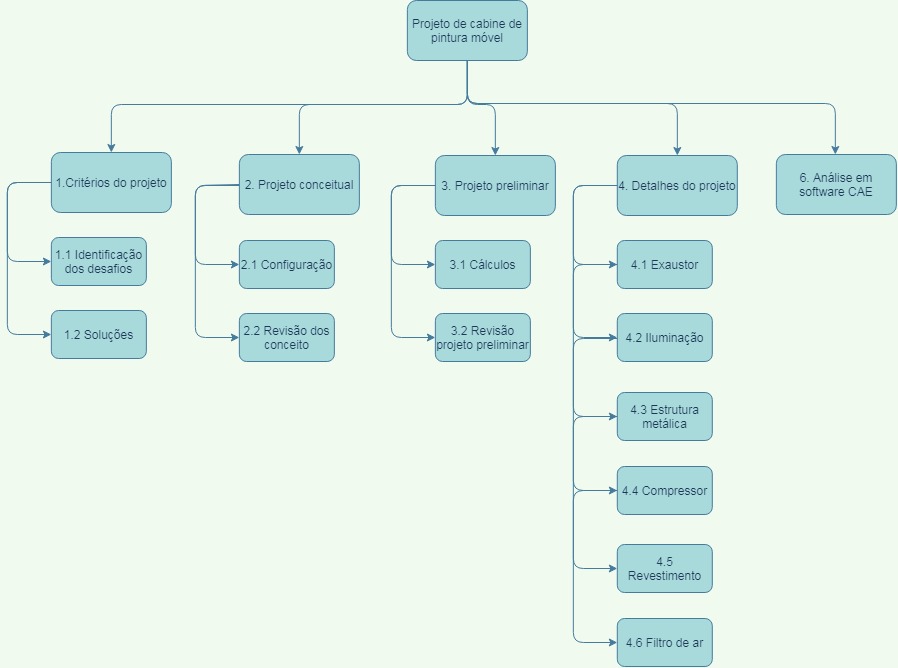 Projeto de cabine de
pintura móvel
1.Critérios do projeto
2. Projeto conceitual
3. Projeto preliminar
4. Detalhes do projeto
6. Análise em
software CAE
1.1 Identificação
dos desafios
1.2 Soluções
2.1 Configuração
2.2 Revisão dos
conceito
3.1 Cálculos
3.2 Revisão
projeto preliminar
4.1 Exaustor
4.2 Iluminação
4.3 Estrutura
metálica
4.4 Compressor
4.5
Revestimento
4.6 Filtro de ar